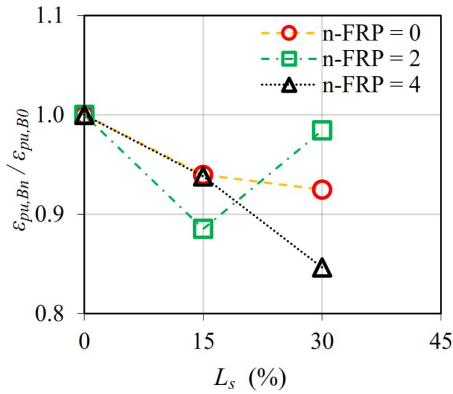 1.1
n-FRP = 0
n-FRP = 2
n-FRP = 4
1.0
0.9
0.8
ε_pu,Bn / ε_pu,B0
0
15
30
45
L_s (%)